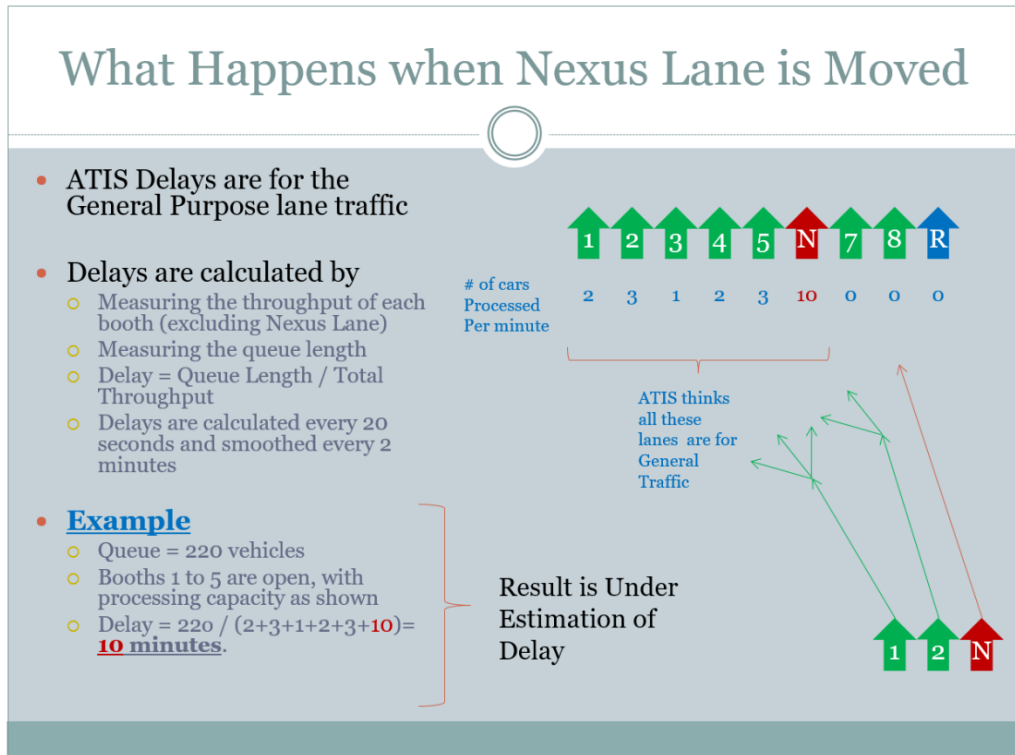 What Happens when Nexus Lane is Moved
ATIS Delays are for the
General Purpose lane traffic
Delays are calculated by
Measuring the throughput of each
booth (excluding Nexus Lane)
Measuring the queue length
Delay = Queue Length / Total
Throughput
Delays are calculated every 20
seconds and smoothed every 2
minutes
Example
Queue = 220 vehicles
Booths 1 to 5 are open, with
processing capacity as shown
Delay = 220 / (2+3+1+2+3+10)=
10 minutes.
1 2 3 4 5 N 7 8 R
# of cars
Processed
Per minute
2 3 1 2 3 10 0 0 0
ATIS thinks
all these
lanes are for
General
Traffic
Result is Under
Estimation of
Delay
1 2 N